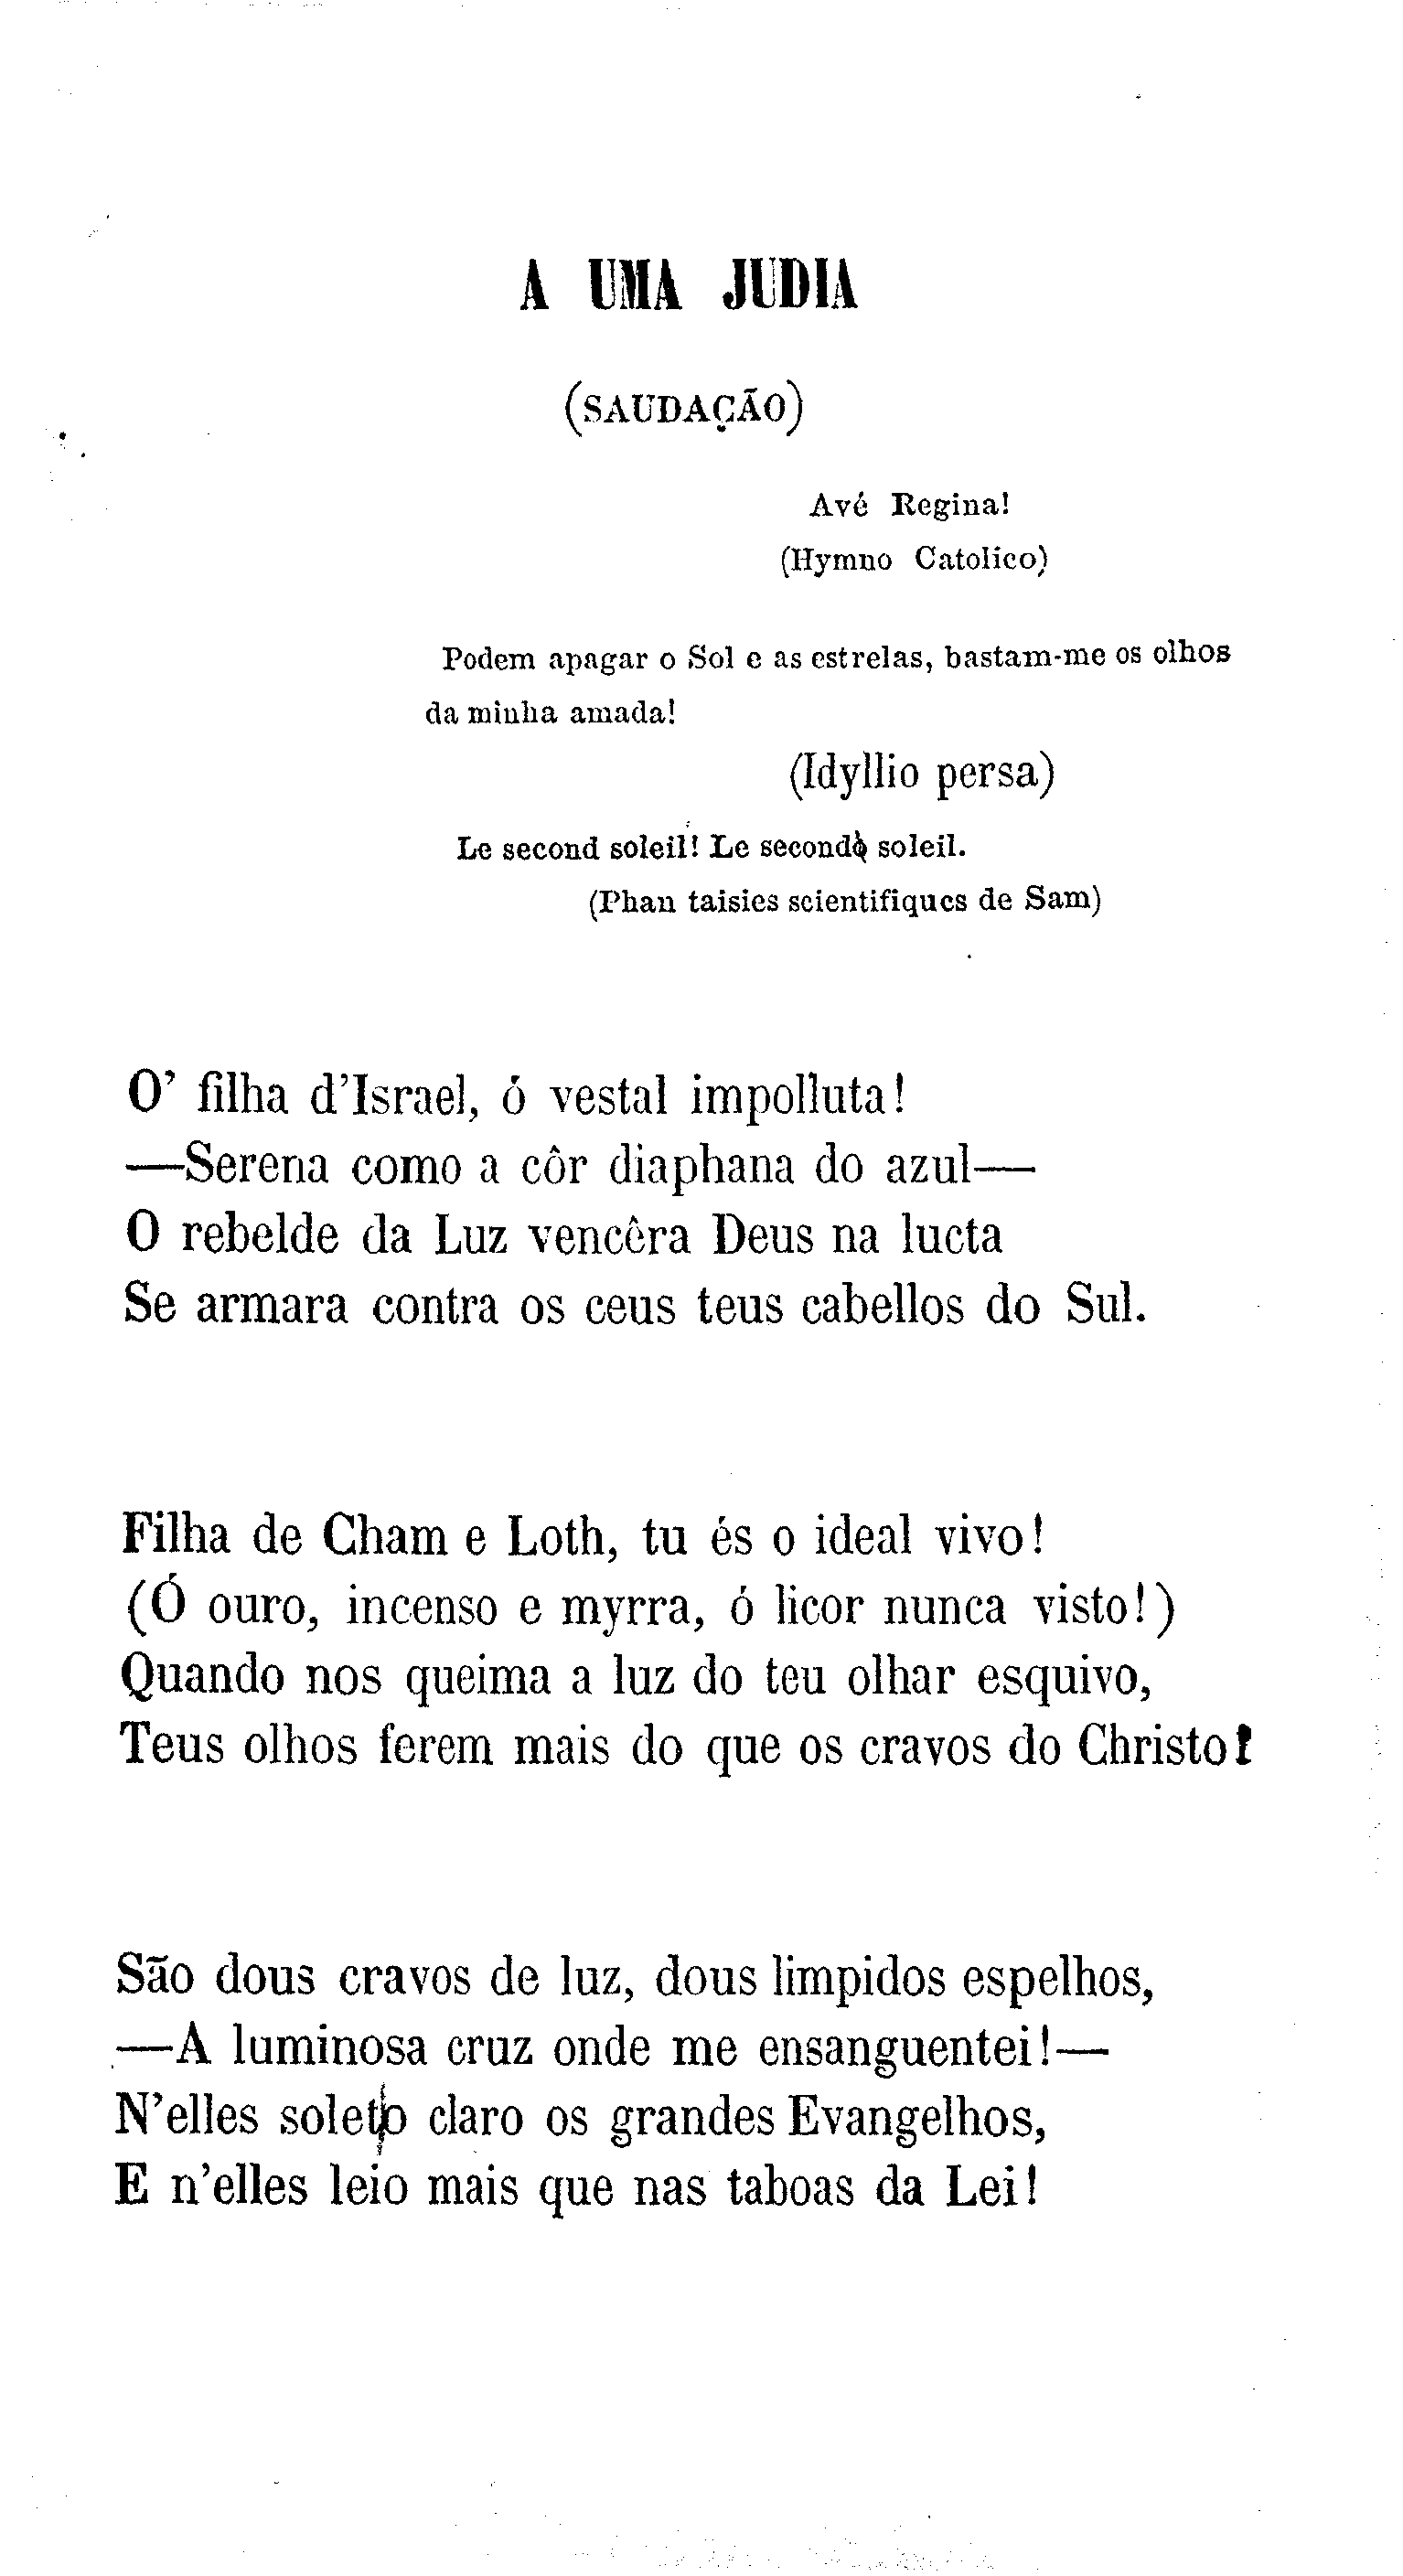 A UMA JUDIA
(SAUDAÇÃO)
Avé Regina!
(Hymno Catolico)
Podem apagar o Sol e as estrelas, bastam-me os olhos
da minha amada!
(Idyllio persa)
Le second soleil! Le second soleil.
(Phan taisies scientifiques de Sam)
O' filha d'Israel, ó vestal impolluta!
—Serena como a côr diaphana do azul—
O rebelde da Luz vencêra Deus na lucta
Se armara contra os ceus teus cabellos do Sul.
Filha de Cham e Loth, tu és o ideal vivo!
(Ó ouro, incenso e myrra, ó licor nunca visto!)
Quando nos queima a luz do teu olhar esquivo,
Teus olhos ferem mais do que os cravos do Christo!
São dous cravos de luz, dous limpidos espelhos,
—A luminosa cruz onde me ensanguentei!—
N'elles soleto claro os grandes Evangelhos,
E n'elles leio mais que nas taboas da Lei!